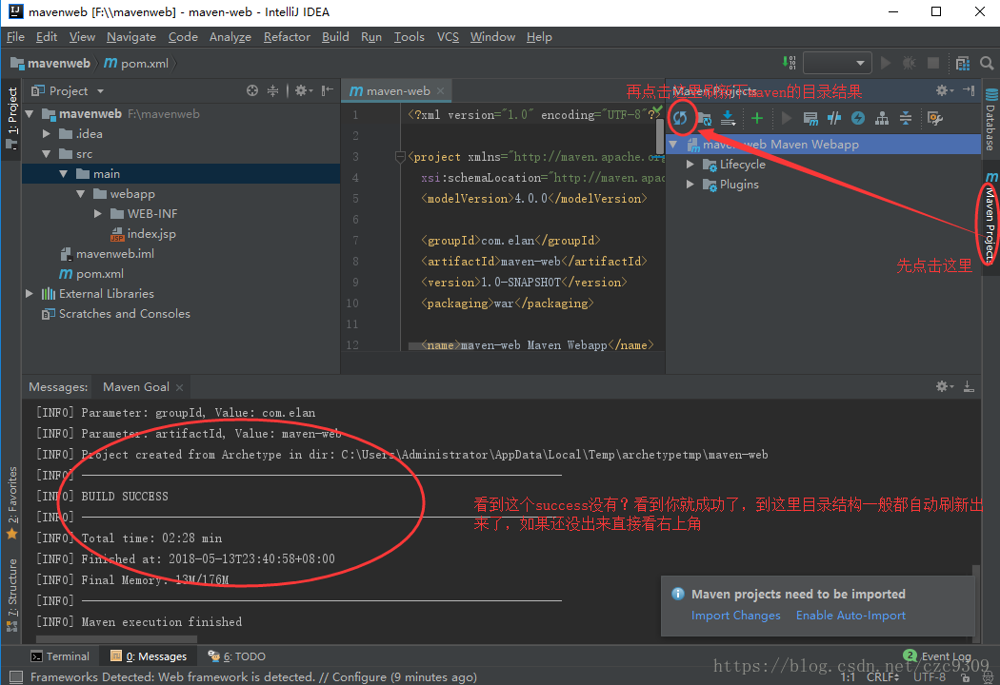 mavenweb [F:\\mavenweb] - maven-web - IntelliJ IDEA
File Edit View Navigate Code Analyze Refactor Build Run Tools VCS Window Help
mavenweb m pom.xml
1: Project
Project
mavenweb F:\mavenweb
.idea
src
main
webapp
WEB-INF
index.jsp
mavenweb.iml
m pom.xml
External Libraries
Scratches and Consoles
m maven-web
1 <?xml version="1.0" encoding="UTF-8"?>
2
3 <project xmlns="http://maven.apache.org
4 xsi:schemaLocation="http://maven.apac
5 <modelVersion>4.0.0</modelVersion>
6
7 <groupId>com.elan</groupId>
8 <artifactId>maven-web</artifactId>
9 <version>1.0-SNAPSHOT</version>
10 <packaging>war</packaging>
11
12 <name>maven-web Maven Webapp</name>
Maven Projects
再点击这里刷新下maven的目录结果
maven-web Maven Webapp
Lifecycle
Plugins
先点击这里
Database
m Maven Projects
Messages: Maven Goal
[INFO] Parameter: groupId, Value: com.elan
[INFO] Parameter: artifactId, Value: maven-web
[INFO] Project created from Archetype in dir: C:\Users\Administrator\AppData\Local\Temp\archetypetmp\maven-web
[INFO]
[INFO] BUILD SUCCESS
[INFO]
[INFO] Total time: 02:28 min
[INFO] Finished at: 2018-05-13T23:40:58+08:00
[INFO] Final Memory: 13M/176M
[INFO]
[INFO] Maven execution finished
看到这个success没有？看到你就成功了，到这里目录结构一般都自动刷新出
来了，如果还没出来直接看右上角
Maven projects need to be imported
Import Changes Enable Auto-Import
2: Favorites
7: Structure
Terminal 0: Messages 6: TODO 2 Event Log
https://blog.csdn.net/czc9309
Frameworks Detected: Web framework is detected. // Configure (9 minutes ago) 1:1 CRLF UTF-8